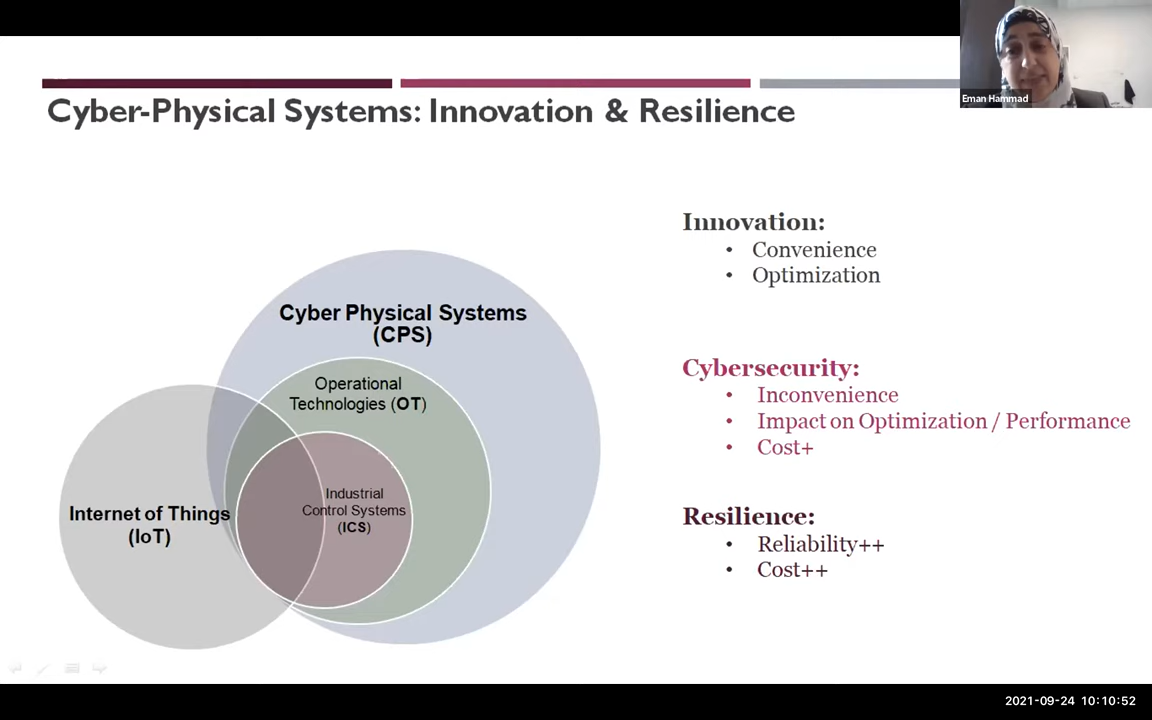 Eman Hammad
Cyber-Physical Systems: Innovation & Resilience
Cyber Physical Systems
(CPS)
Operational
Technologies (OT)
Industrial
Control Systems
(ICS)
Internet of Things
(IoT)
Innovation:
• Convenience
• Optimization
Cybersecurity:
• Inconvenience
• Impact on Optimization / Performance
• Cost+
Resilience:
• Reliability++
• Cost++
2021-09-24 10:10:52